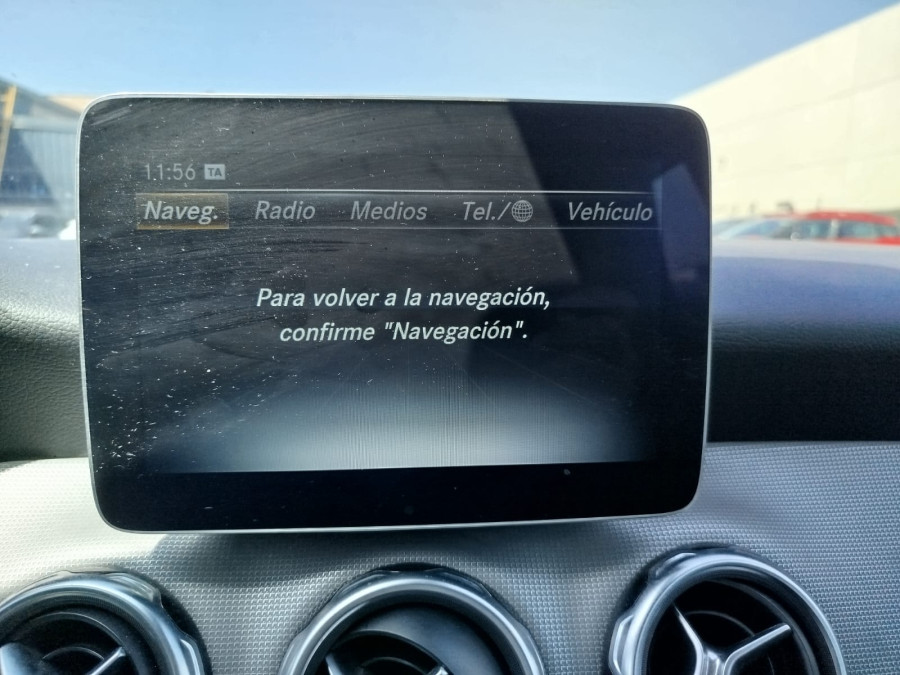 11:56 TA
Naveg. Radio Medios Tel./ Vehículo
Para volver a la navegación,
confirme "Navegación".